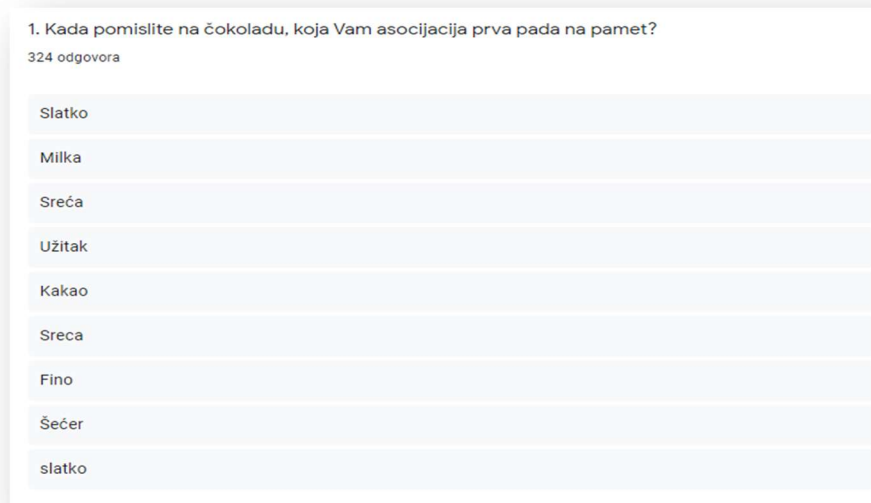 1. Kada pomislite na čokoladu, koja Vam asocijacija prva pada na pamet?
324 odgovora
Slatko
Milka
Sreća
Užitak
Kakao
Sreca
Fino
Šećer
slatko